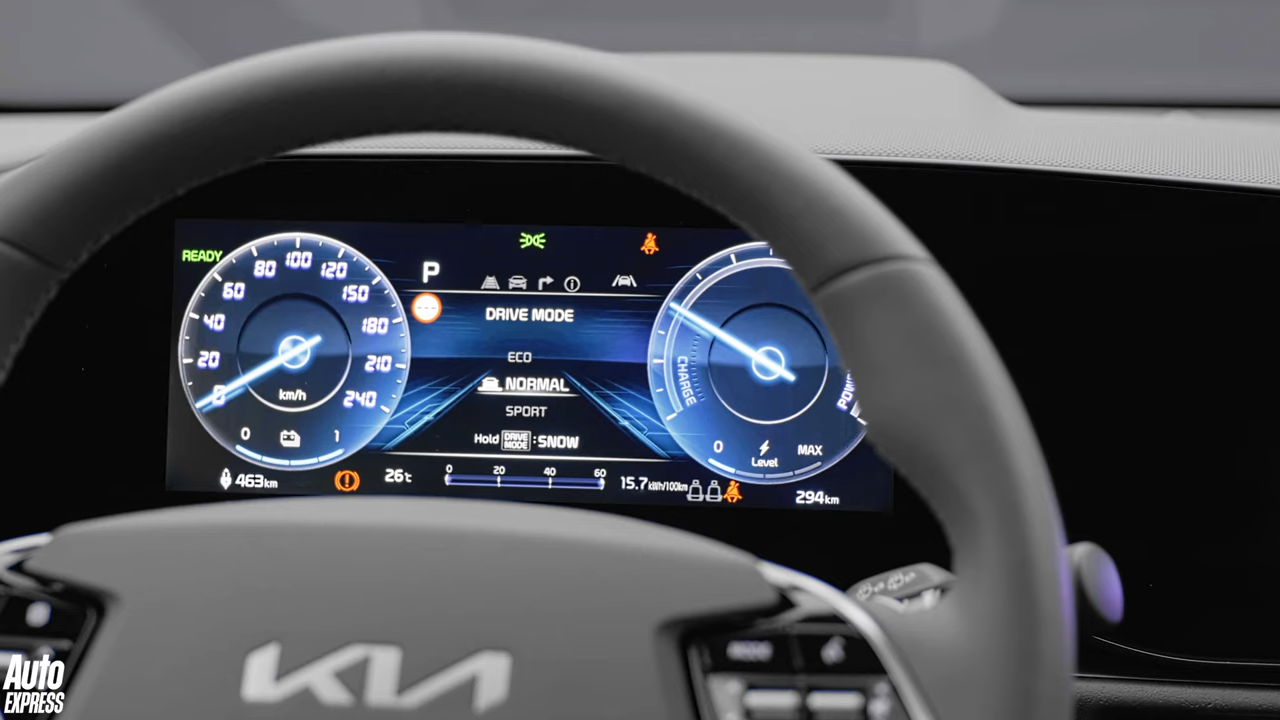 READY
0
20
40
60
80
100
120
150
180
210
240
km/h
0
1
463km
P
DRIVE MODE
ECO
NORMAL
SPORT
Hold DRIVE MODE : SNOW
26℃
0 20 40 60
15.7kWh/100km
CHARGE
0
Level
MAX
294km
KIA
Auto
EXPRESS